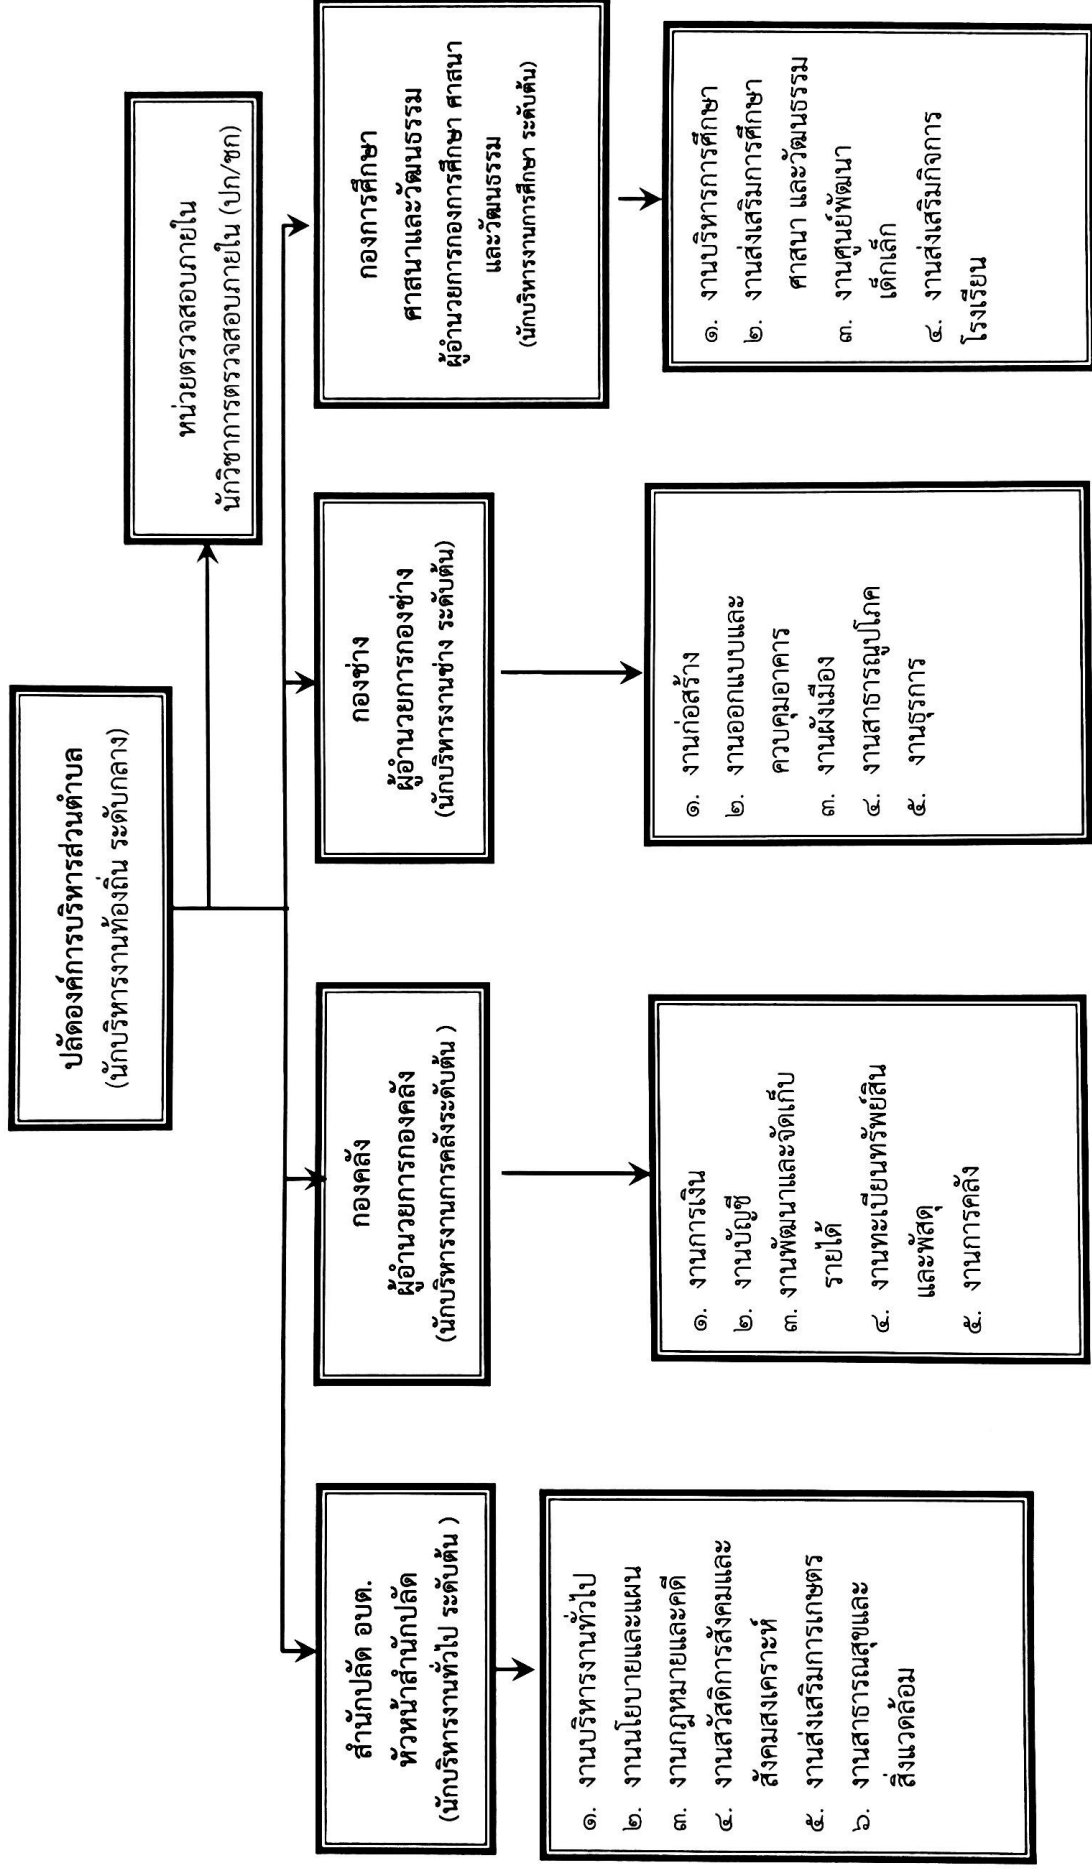 ปลัดองค์การบริหารส่วนตำบล
(นักบริหารงานท้องถิ่น ระดับกลาง)
หน่วยตรวจสอบภายใน
นักวิชาการตรวจสอบภายใน (ปก/ชก)
สำนักปลัด อบต.
หัวหน้าสำนักปลัด
(นักบริหารงานทั่วไป ระดับต้น )
กองคลัง
ผู้อำนวยการกองคลัง
(นักบริหารงานการคลังระดับต้น )
กองช่าง
ผู้อำนวยการกองช่าง
(นักบริหารงานช่าง ระดับต้น)
กองการศึกษา
ศาสนาและวัฒนธรรม
ผู้อำนวยการกองการศึกษา ศาสนา
และวัฒนธรรม
(นักบริหารงานการศึกษา ระดับต้น)
๑. งานบริหารงานทั่วไป
๒. งานนโยบายและแผน
๓. งานกฎหมายและคดี
๔. งานสวัสดิการสังคมและ
สังคมสงเคราะห์
๕. งานส่งเสริมการเกษตร
๖. งานสาธารณสุขและ
สิ่งแวดล้อม
๑. งานการเงิน
๒. งานบัญชี
๓. งานพัฒนาและจัดเก็บ
รายได้
๔. งานทะเบียนทรัพย์สิน
และพัสดุ
๕. งานการคลัง
๑. งานก่อสร้าง
๒. งานออกแบบและ
ควบคุมอาคาร
๓. งานผังเมือง
๔. งานสาธารณูปโภค
๕. งานธุรการ
๑. งานบริหารการศึกษา
๒. งานส่งเสริมการศึกษา
ศาสนา และวัฒนธรรม
๓. งานศูนย์พัฒนา
เด็กเล็ก
๔. งานส่งเสริมกิจการ
โรงเรียน